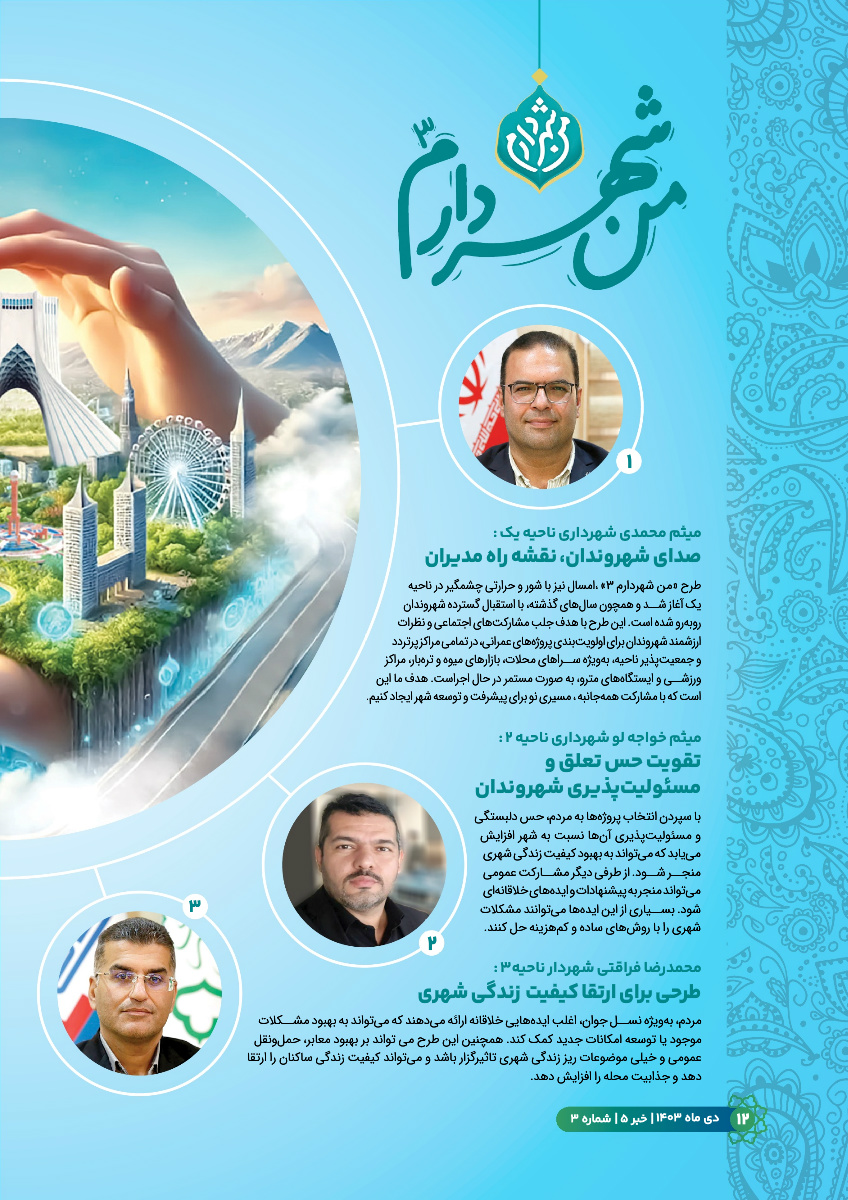 من شهردارم
من شهردارم ۳
۱
میثم محمدی شهرداری ناحیه یک :
صدای شهروندان، نقشه راه مدیران
طرح «من شهردارم ۳» ،امسال نیز با شور و حرارتی چشمگیر در ناحیه
یک آغاز شد و همچون سال‌های گذشته، با استقبال گسترده شهروندان
روبه‌رو شده است. این طرح با هدف جلب مشارکت‌های اجتماعی و نظرات
ارزشمند شهروندان برای اولویت‌بندی پروژه‌های عمرانی، در تمامی مراکز پرتردد
و جمعیت‌پذیر ناحیه، به‌ویژه سراهای محلات، بازارهای میوه و تره‌بار، مراکز
ورزشی و ایستگاه‌های مترو، به صورت مستمر در حال اجراست. هدف ما این
است که با مشارکت همه‌جانبه ، مسیری نو برای پیشرفت و توسعه شهر ایجاد کنیم.
میثم خواجه لو شهرداری ناحیه ۲ :
تقویت حس تعلق و
مسئولیت‌پذیری شهروندان
با سپردن انتخاب پروژه‌ها به مردم، حس دلبستگی
و مسئولیت‌پذیری آن‌ها نسبت به شهر افزایش
می‌یابد که می‌تواند به بهبود کیفیت زندگی شهری
منجر شود. از طرفی دیگر مشارکت عمومی
می‌تواند منجر به پیشنهادات و ایده‌های خلاقانه‌ای
شود. بسیاری از این ایده‌ها می‌توانند مشکلات
شهری را با روش‌های ساده و کم‌هزینه حل کنند.
۲
۳
محمدرضا فراقتی شهردار ناحیه۳ :
طرحی برای ارتقا کیفیت زندگی شهری
مردم، به‌ویژه نسل جوان، اغلب ایده‌هایی خلاقانه ارائه می‌دهند که می‌تواند به بهبود مشکلات
موجود یا توسعه امکانات جدید کمک کند. همچنین این طرح می تواند بر بهبود معابر، حمل‌ونقل
عمومی و خیلی موضوعات ریز زندگی شهری تاثیرگزار باشد و می‌تواند کیفیت زندگی ساکنان را ارتقا
دهد و جذابیت محله را افزایش دهد.
۱۲ دی ماه ۱۴۰۳ | خبر ۵ | شماره ۳